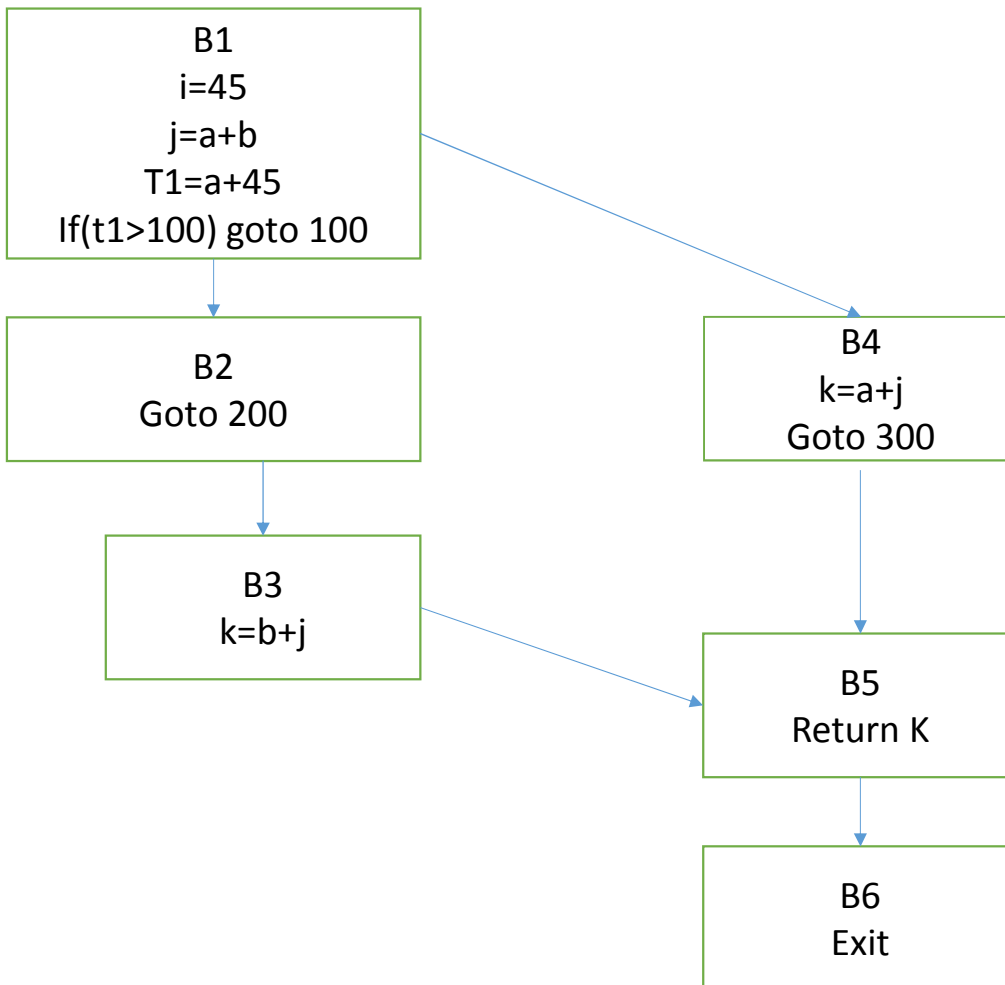 B1
i=45
j=a+b
T1=a+45
If(t1>100) goto 100
B2
Goto 200
B4
k=a+j
Goto 300
B3
k=b+j
B5
Return K
B6
Exit